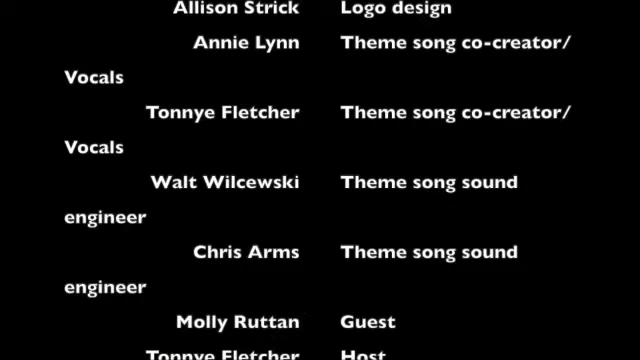 Allison Strick Logo design
Annie Lynn Theme song co-creator/
Vocals
Tonnye Fletcher Theme song co-creator/
Vocals
Walt Wilcewski Theme song sound
engineer
Chris Arms Theme song sound
engineer
Molly Ruttan Guest
Tonnye Fletcher Host